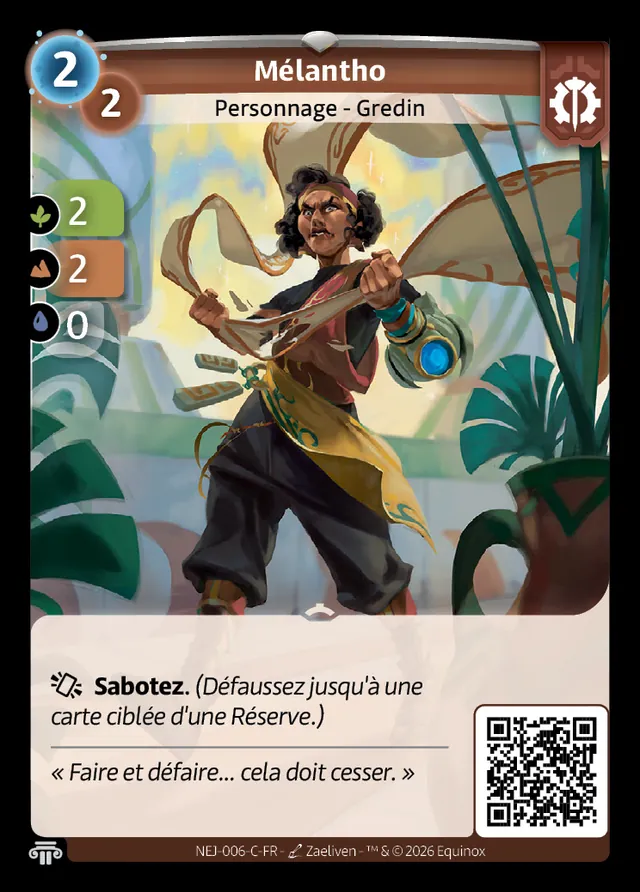 2
2
Mélantho
Personnage - Gredin
2
2
0
Sabotez. (Défaussez jusqu'à une
carte ciblée d'une Réserve.)
« Faire et défaire... cela doit cesser. »
NEJ-006-C-FR - Zaeliven - ™ & © 2026 Equinox